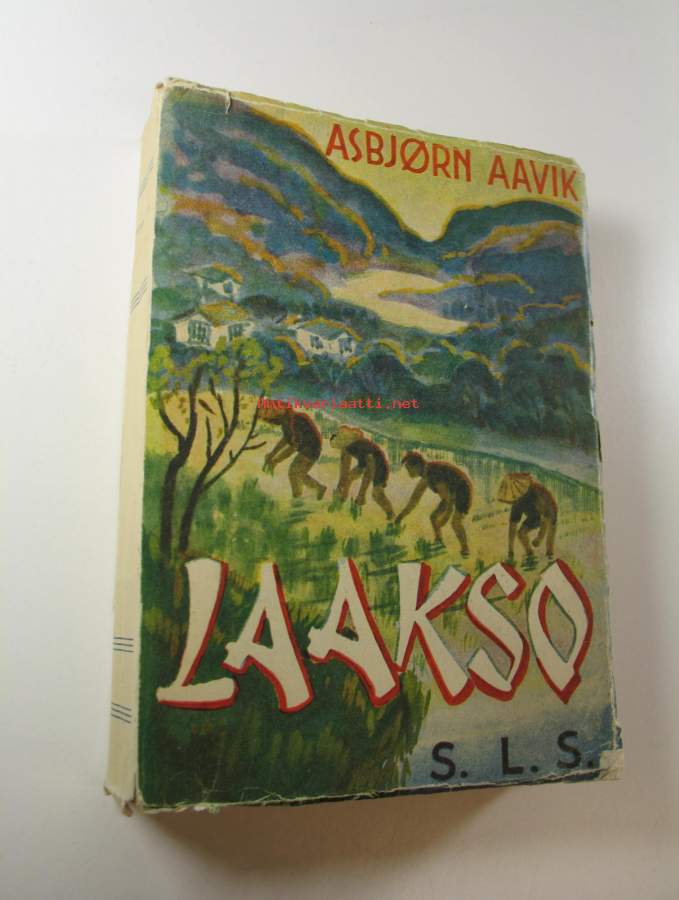 ASBJØRN AAVIK
Antikvariaatti.net
LAAKSO
S. L. S.